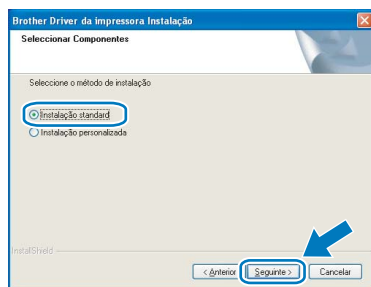 Brother Driver da impressora Instalação
Seleccionar Componentes
Seleccione o método de instalação
Instalação standard
Instalação personalizada
InstallShield
< Anterior Seguinte > Cancelar